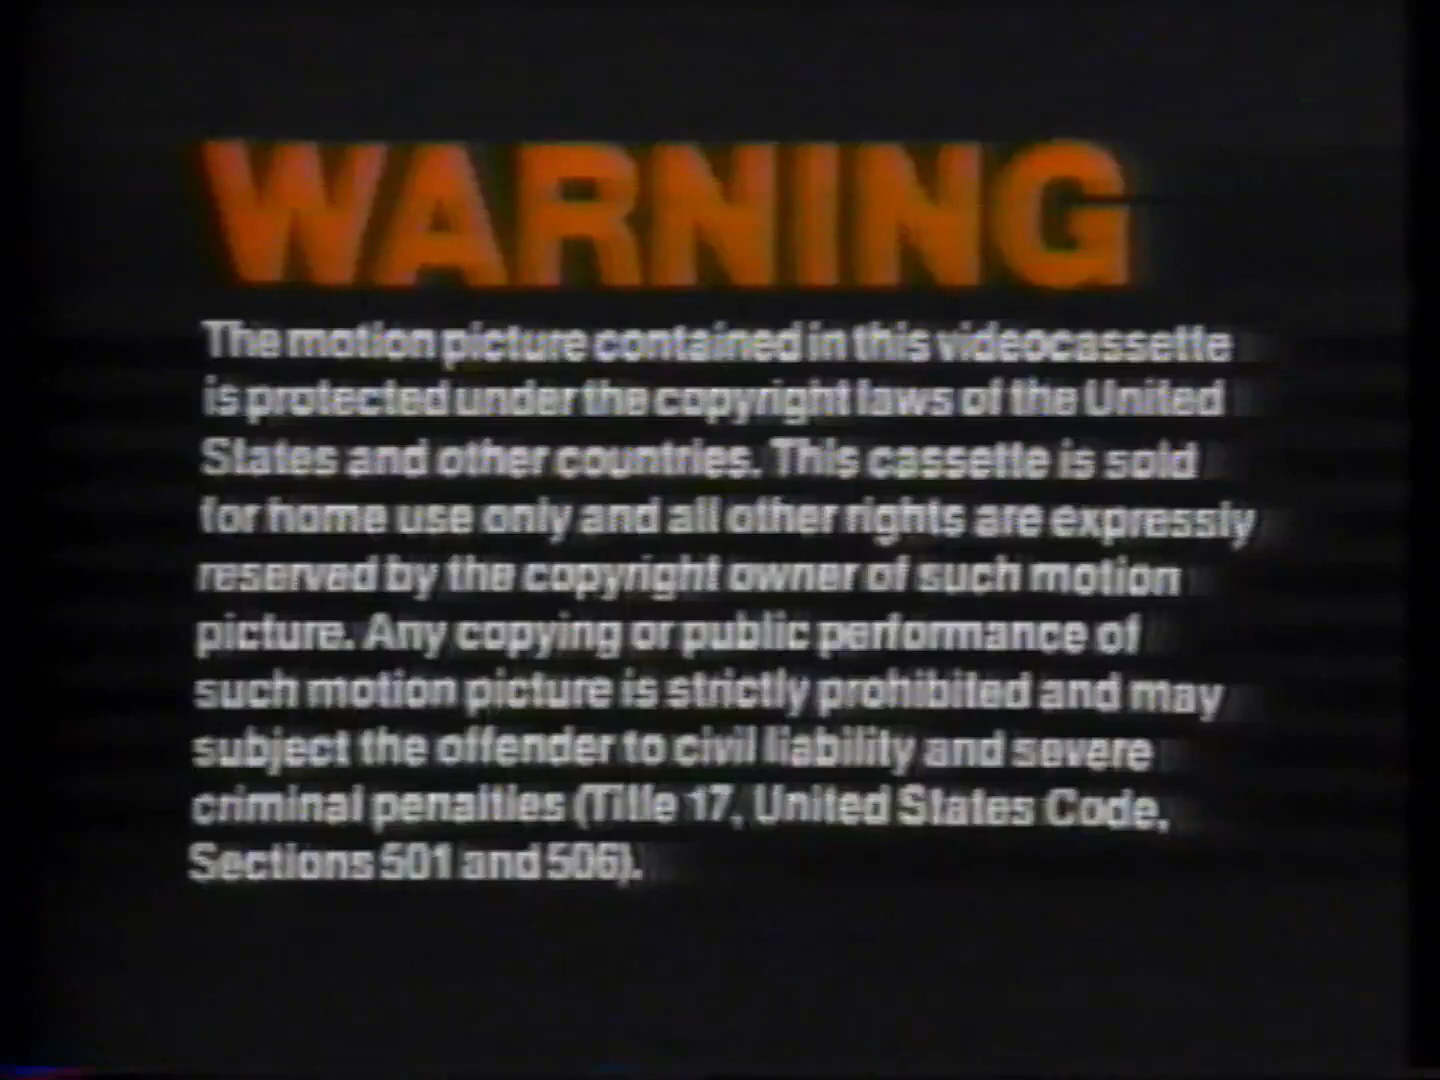 WARNING
The motion picture contained in this videocassette
is protected under the copyright laws of the United
States and other countries. This cassette is sold
for home use only and all other rights are expressly
reserved by the copyright owner of such motion
picture. Any copying or public performance of
such motion picture is strictly prohibited and may
subject the offender to civil liability and severe
criminal penalties (Title 17, United States Code,
Sections 501 and 506).